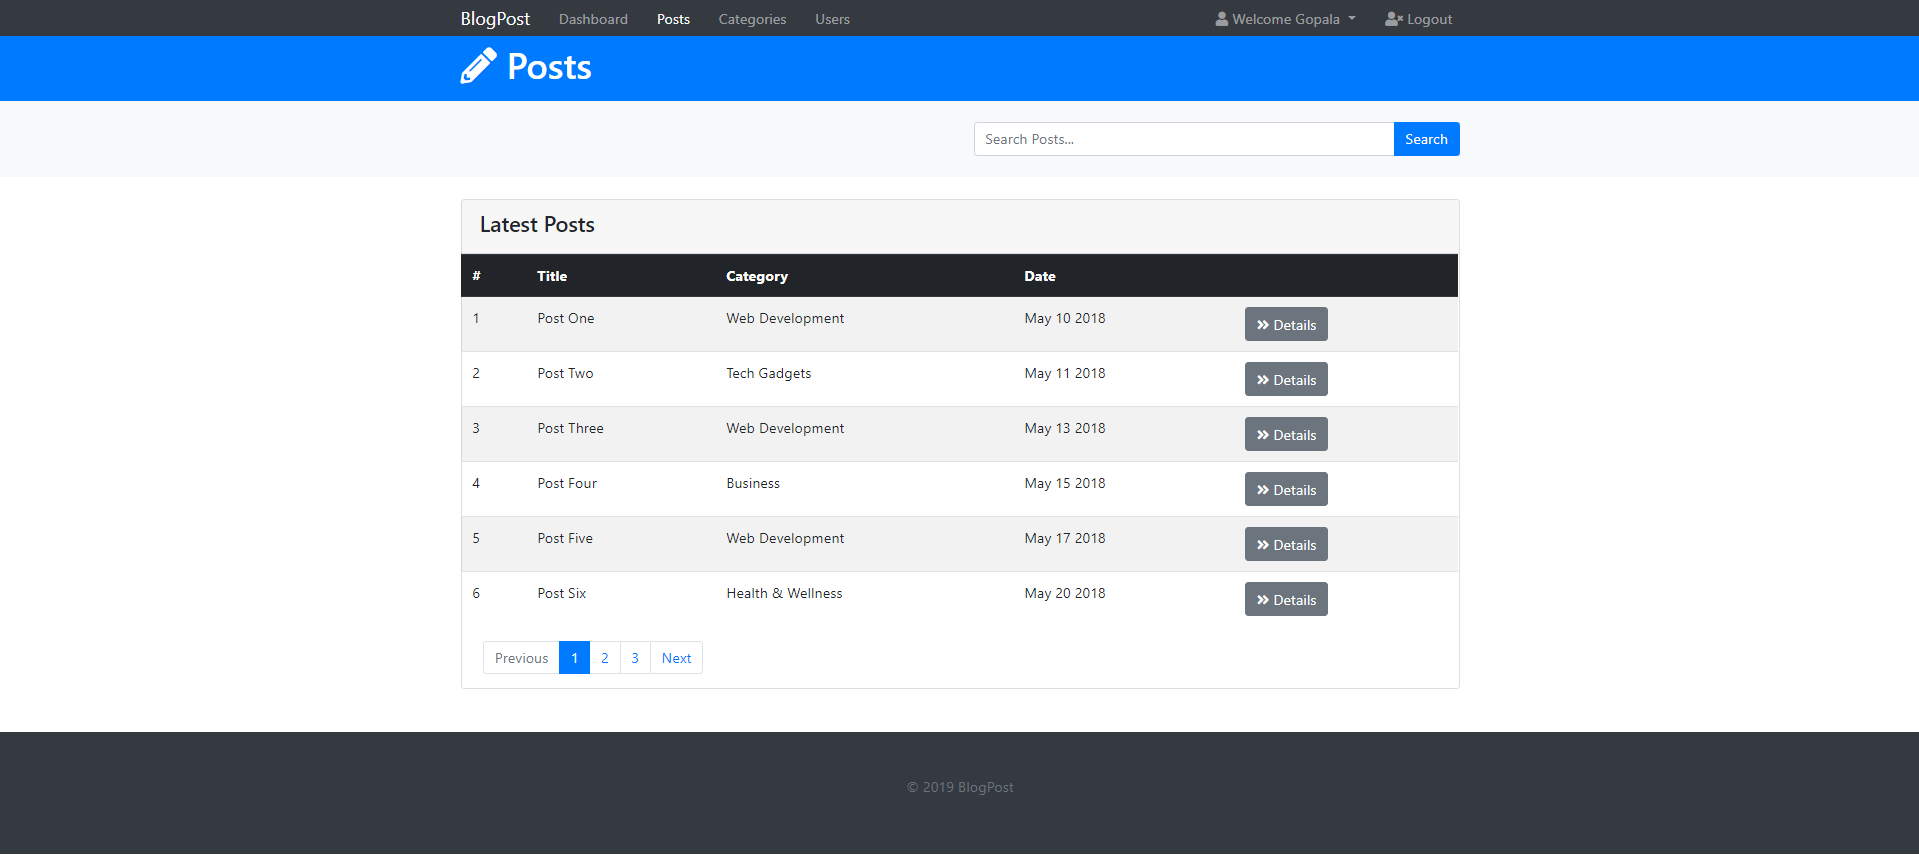 BlogPost Dashboard Posts Categories Users Welcome Gopala Logout
Posts
Search Posts... Search
Latest Posts
# Title Category Date
1 Post One Web Development May 10 2018 Details
2 Post Two Tech Gadgets May 11 2018 Details
3 Post Three Web Development May 13 2018 Details
4 Post Four Business May 15 2018 Details
5 Post Five Web Development May 17 2018 Details
6 Post Six Health & Wellness May 20 2018 Details
Previous 1 2 3 Next
© 2019 BlogPost